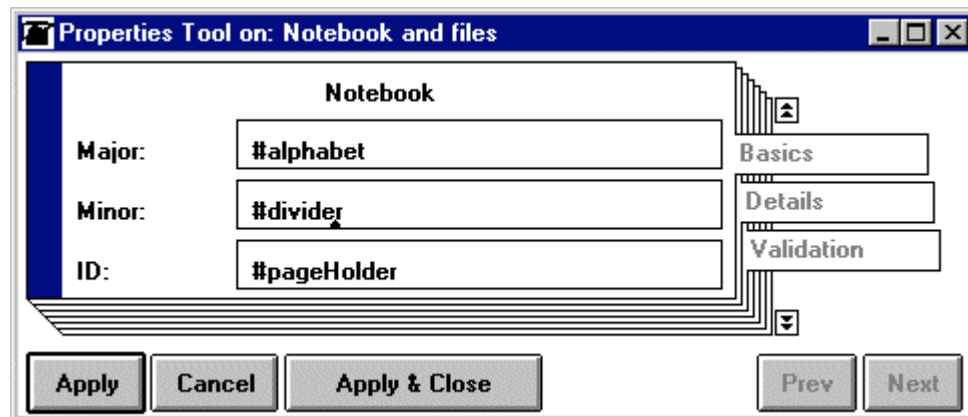 Properties Tool on: Notebook and files
Notebook
Major: #alphabet
Basics
Minor: #divider
Details
Validation
ID: #pageHolder
Apply Cancel Apply & Close Prev Next